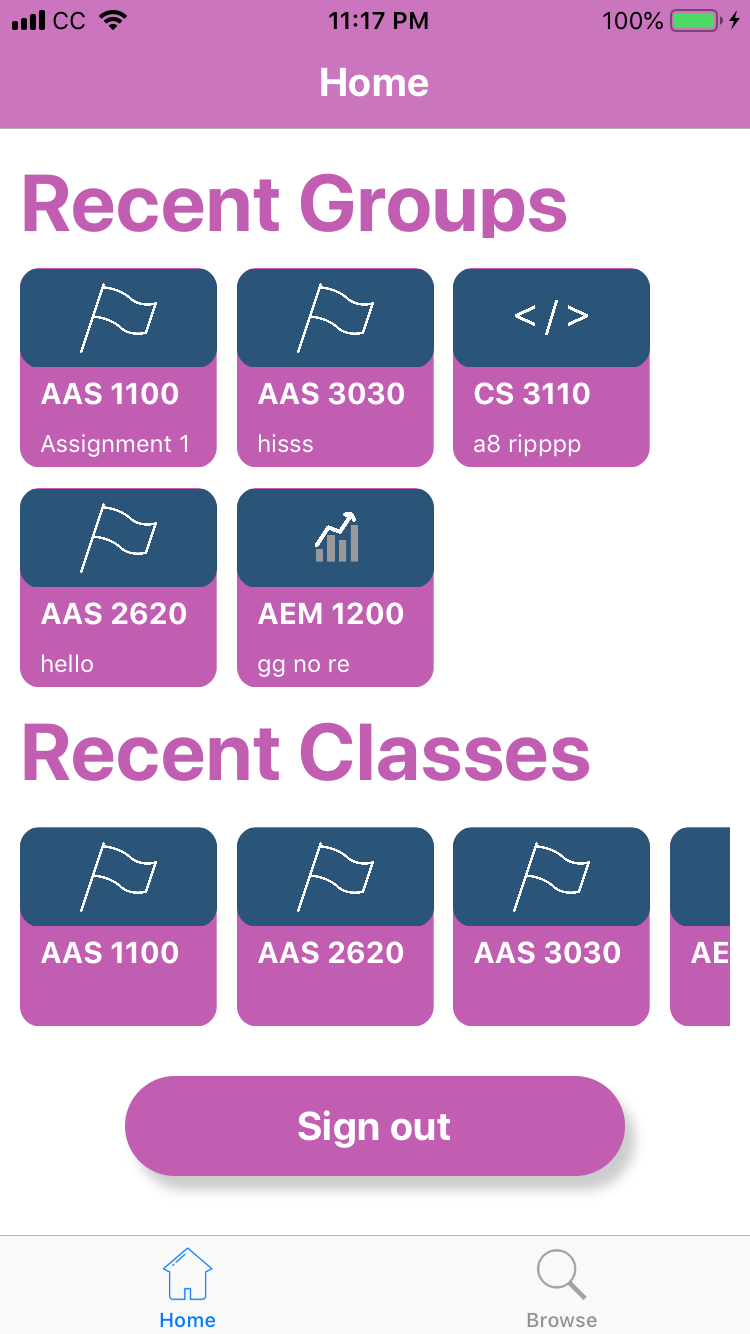 CC 11:17 PM 100%
Home
Recent Groups
AAS 1100 AAS 3030 CS 3110
Assignment 1 hisss a8 ripppp
AAS 2620 AEM 1200
hello gg no re
Recent Classes
AAS 1100 AAS 2620 AAS 3030 AE
Sign out
Home Browse